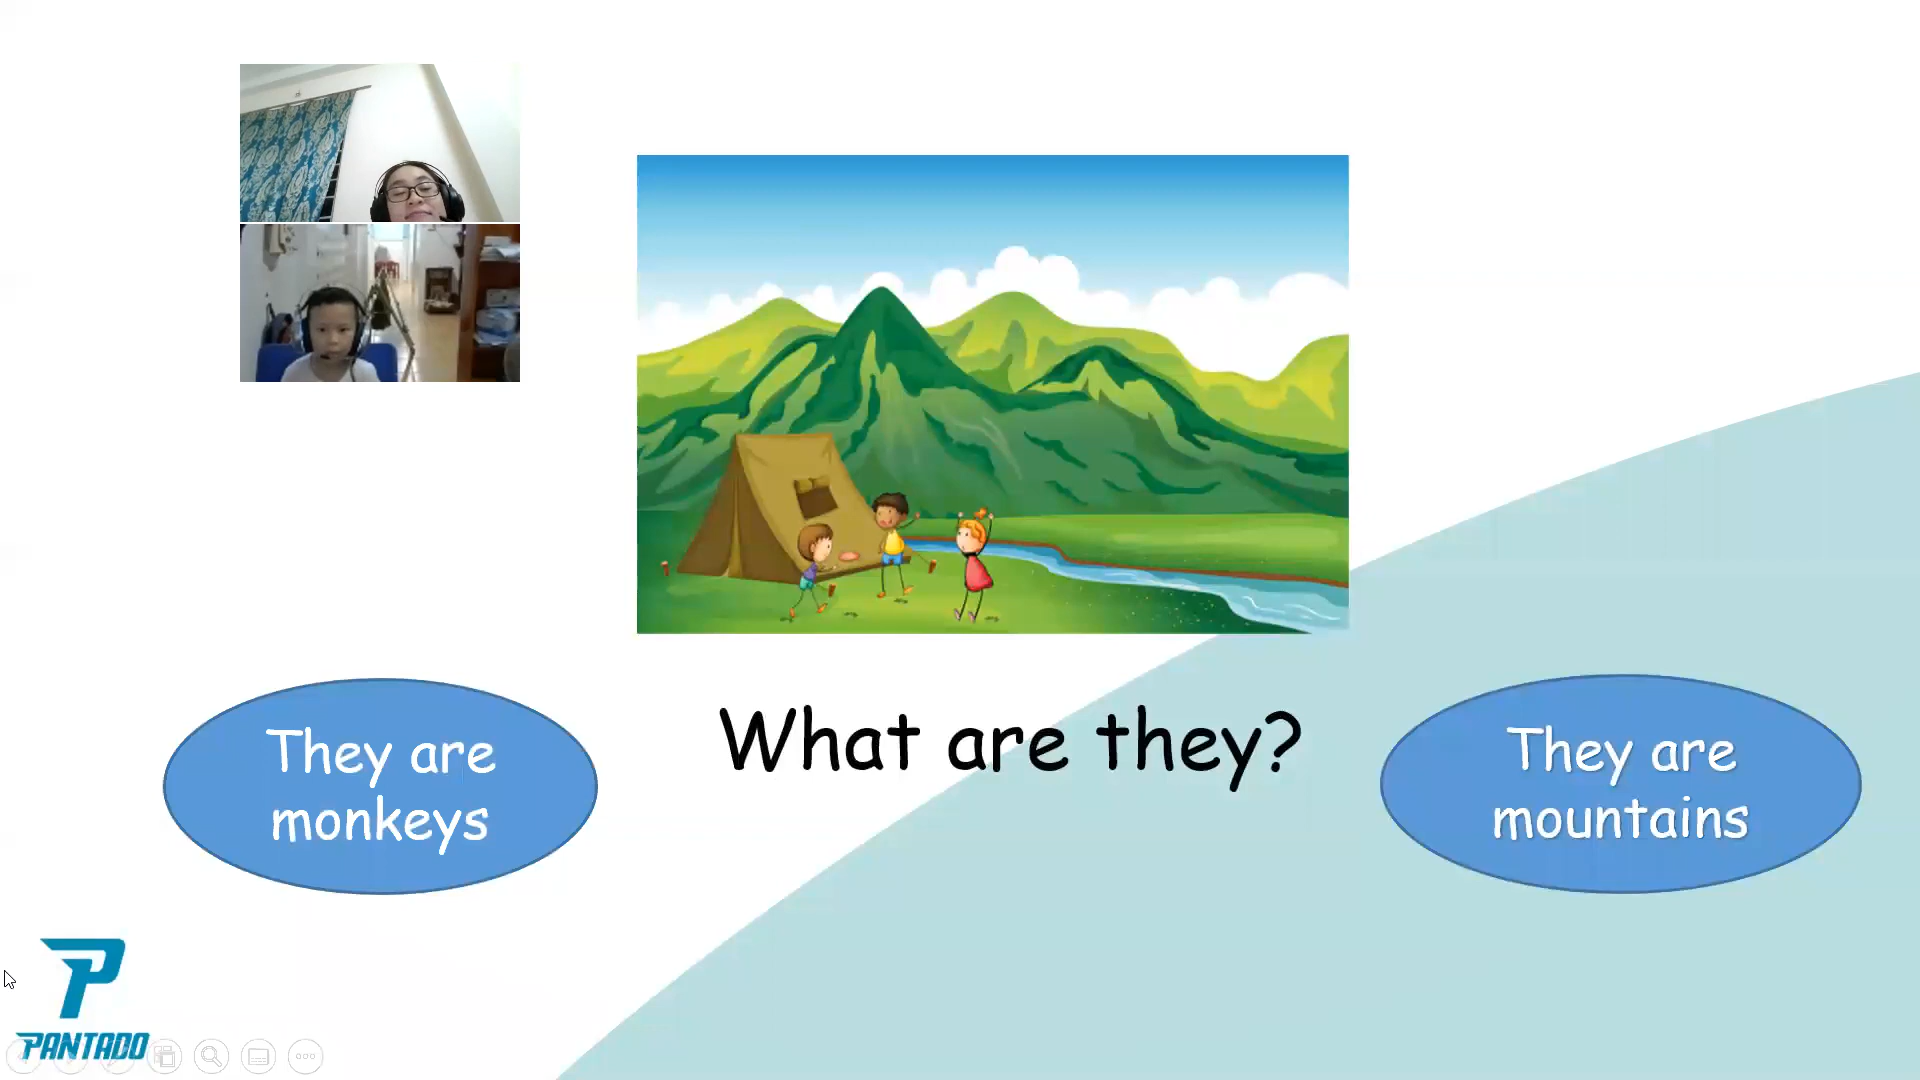 What are they?
They are
monkeys
They are
mountains
PANTADO